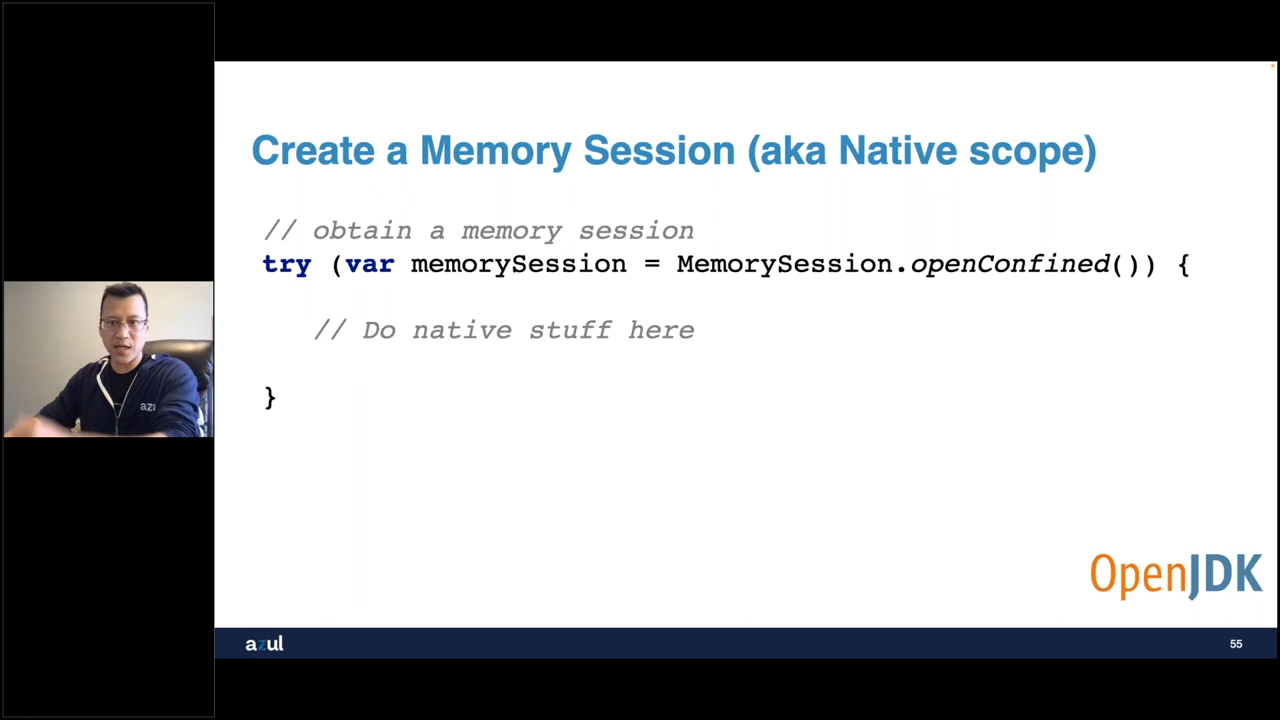 Create a Memory Session (aka Native scope)
// obtain a memory session
try (var memorySession = MemorySession.openConfined()) {
// Do native stuff here
}
OpenJDK
azul
55